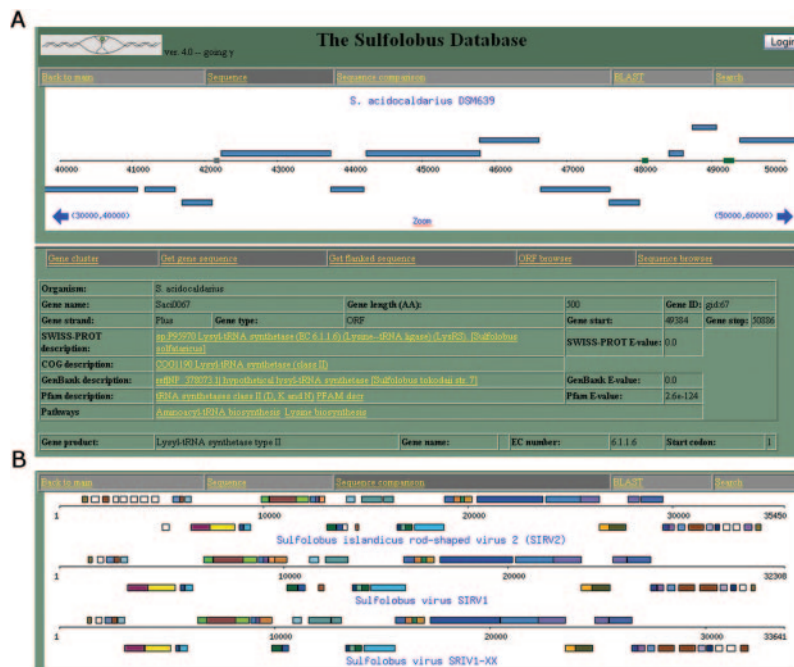 A
The Sulfolobus Database
ver. 4.0 -- going y
Login
Back to main Sequence Sequence comparison BLAST Search
S. acidocaldarius DSM639
40000 41000 42000 43000 44000 45000 46000 47000 48000 49000 50000
(30000,40000) Zoom (50000,60000)
Gene cluster Get gene sequence Get flanked sequence ORF browser Sequence browser
Organism: S. acidocaldarius
Gene name: Saci0067 Gene length (AA): 500 Gene ID: gid:67
Gene strand: Plus Gene type: ORF Gene start: 49384 Gene stop: 50886
SWISS-PROT description: sp:P95970 Lysyl-tRNA synthetase (EC 6.1.1.6) (Lysine--tRNA ligase) (LysRS). [Sulfolobus solfataricus] SWISS-PROT E-value: 0.0
COG description: COG1190 Lysyl-tRNA synthetase (class II)
GenBank description: ref|NP_378073.1| hypothetical lysyl-tRNA synthetase [Sulfolobus tokodaii str. 7] GenBank E-value: 0.0
Pfam description: tRNA synthetases class II (D, K and N) PFAM descr Pfam E-value: 2.6e-124
Pathways Aminoacyl-tRNA biosynthesis Lysine biosynthesis
Gene product: Lysyl-tRNA synthetase type II Gene name: EC number: 6.1.1.6 Start codon: 1
B
Back to main Sequence Sequence comparison BLAST Search
1 10000 20000 30000 35450
Sulfolobus islandicus rod-shaped virus 2 (SIRV2)
1 10000 20000 32308
Sulfolobus virus SIRV1
1 10000 20000 30000 33641
Sulfolobus virus SRIV1-XX